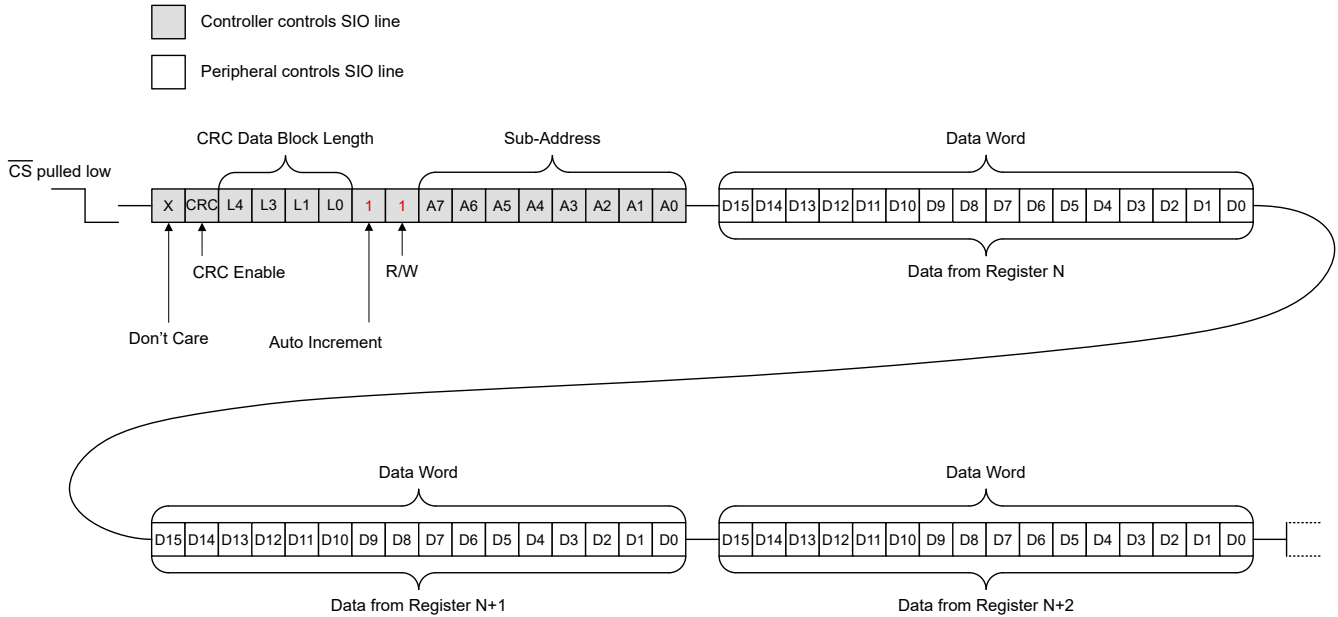 Controller controls SIO line
Peripheral controls SIO line
CRC Data Block Length Sub-Address Data Word
CS pulled low
X CRC L4 L3 L1 L0 1 1 A7 A6 A5 A4 A3 A2 A1 A0 D15 D14 D13 D12 D11 D10 D9 D8 D7 D6 D5 D4 D3 D2 D1 D0
CRC Enable R/W Data from Register N
Don't Care Auto Increment
Data Word Data Word
D15 D14 D13 D12 D11 D10 D9 D8 D7 D6 D5 D4 D3 D2 D1 D0 D15 D14 D13 D12 D11 D10 D9 D8 D7 D6 D5 D4 D3 D2 D1 D0
Data from Register N+1 Data from Register N+2